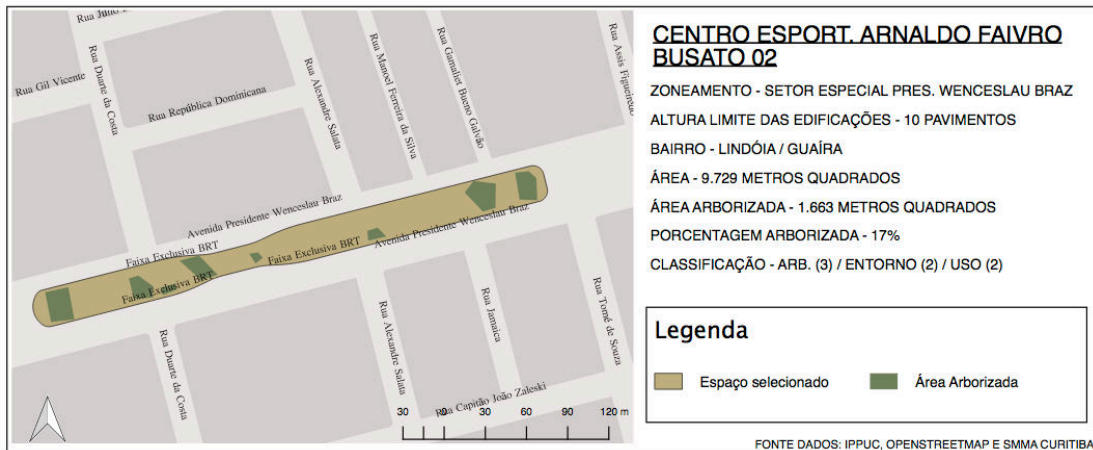 Rua Júlio
Rua Gil Vicente
Rua Duarte da Costa
Rua República Dominicana
Rua Alexandre Salata
Rua Manoel Ferreira da Silva
Rua Gamaliet Bueno Galvão
Rua Assis Figueiredo
Avenida Presidente Wenceslau Braz
Faixa Exclusiva BRT
Faixa Exclusiva BRT
Avenida Presidente Wenceslau Braz
Faixa Exclusiva BRT
Rua Duarte da Costa
Rua Alexandre Salata
Rua Jamaica
Rua Tomé de Souza
Rua Capitão João Zaleski
30 0 30 60 90 120 m
CENTRO ESPORT. ARNALDO FAIVRO
BUSATO 02
ZONEAMENTO - SETOR ESPECIAL PRES. WENCESLAU BRAZ
ALTURA LIMITE DAS EDIFICAÇÕES - 10 PAVIMENTOS
BAIRRO - LINDÓIA / GUAÍRA
ÁREA - 9.729 METROS QUADRADOS
ÁREA ARBORIZADA - 1.663 METROS QUADRADOS
PORCENTAGEM ARBORIZADA - 17%
CLASSIFICAÇÃO - ARB. (3) / ENTORNO (2) / USO (2)
Legenda
Espaço selecionado
Área Arborizada
FONTE DADOS: IPPUC, OPENSTREETMAP E SMMA CURITIBA